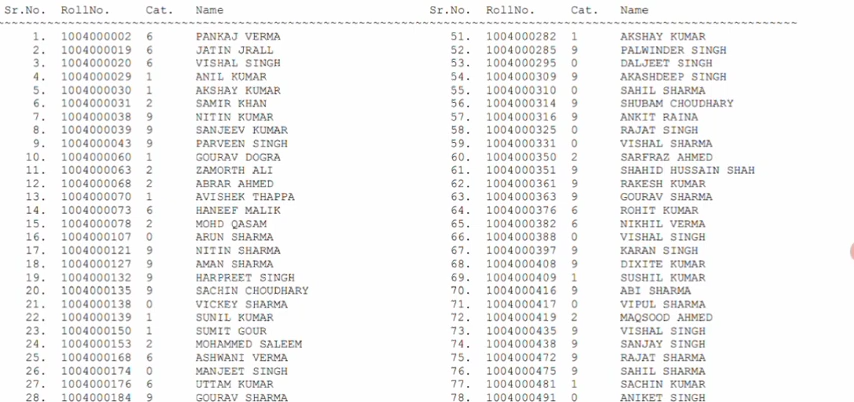 Sr.No. RollNo. Cat. Name Sr.No. RollNo. Cat. Name
1. 1004000002 6 PANKAJ VERMA 51. 1004000282 1 AKSHAY KUMAR
2. 1004000019 6 JATIN JRALL 52. 1004000285 9 PALWINDER SINGH
3. 1004000020 6 VISHAL SINGH 53. 1004000295 0 DALJEET SINGH
4. 1004000029 1 ANIL KUMAR 54. 1004000309 9 AKASHDEEP SINGH
5. 1004000030 1 AKSHAY KUMAR 55. 1004000310 0 SAHIL SHARMA
6. 1004000031 2 SAMIR KHAN 56. 1004000314 9 SHUBAM CHOUDHARY
7. 1004000038 9 NITIN KUMAR 57. 1004000316 9 ANKIT RAINA
8. 1004000039 9 SANJEEV KUMAR 58. 1004000325 0 RAJAT SINGH
9. 1004000043 9 PARVEEN SINGH 59. 1004000331 0 VISHAL SHARMA
10. 1004000060 1 GOURAV DOGRA 60. 1004000350 2 SARFRAZ AHMED
11. 1004000063 2 ZAMORTH ALI 61. 1004000351 9 SHAHID HUSSAIN SHAH
12. 1004000068 2 ABRAR AHMED 62. 1004000361 9 RAKESH KUMAR
13. 1004000070 1 AVISHEK THAPPA 63. 1004000363 9 GOURAV SHARMA
14. 1004000073 6 HANEEF MALIK 64. 1004000376 6 ROHIT KUMAR
15. 1004000078 2 MOHD QASAM 65. 1004000382 6 NIKHIL VERMA
16. 1004000107 0 ARUN SHARMA 66. 1004000388 0 VISHAL SINGH
17. 1004000121 9 NITIN SHARMA 67. 1004000397 9 KARAN SINGH
18. 1004000127 9 AMAN SHARMA 68. 1004000408 9 DIXITE KUMAR
19. 1004000132 9 HARPREET SINGH 69. 1004000409 1 SUSHIL KUMAR
20. 1004000135 9 SACHIN CHOUDHARY 70. 1004000416 9 ABI SHARMA
21. 1004000138 0 VICKEY SHARMA 71. 1004000417 0 VIPUL SHARMA
22. 1004000139 1 SUNIL KUMAR 72. 1004000419 2 MAQSOOD AHMED
23. 1004000150 1 SUMIT GOUR 73. 1004000435 9 VISHAL SINGH
24. 1004000153 2 MOHAMMED SALEEM 74. 1004000438 9 SANJAY SINGH
25. 1004000168 6 ASHWANI VERMA 75. 1004000472 9 RAJAT SHARMA
26. 1004000174 0 MANJEET SINGH 76. 1004000475 9 SAHIL SHARMA
27. 1004000176 6 UTTAM KUMAR 77. 1004000481 1 SACHIN KUMAR
28. 1004000184 9 GOURAV SHARMA 78. 1004000491 0 ANIKET SINGH